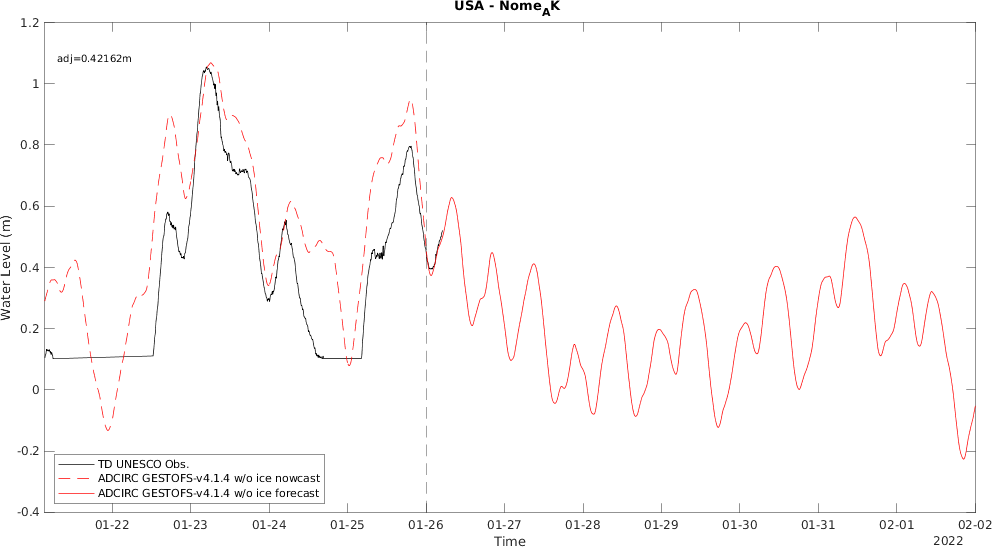 USA - Nome_AK
adj=0.42162m
Water Level (m)
1.2
1
0.8
0.6
0.4
0.2
0
-0.2
-0.4
TD UNESCO Obs.
ADCIRC GESTOFS-v4.1.4 w/o ice nowcast
ADCIRC GESTOFS-v4.1.4 w/o ice forecast
01-22 01-23 01-24 01-25 01-26 01-27 01-28 01-29 01-30 01-31 02-01 02-02
Time
2022